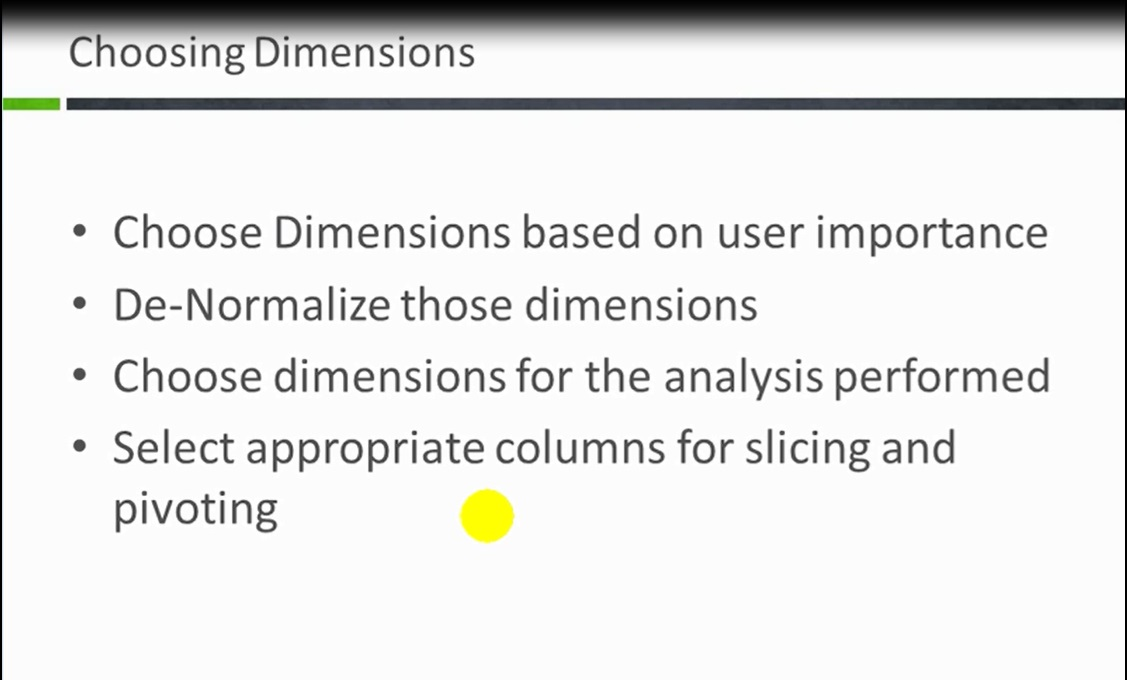 Choosing Dimensions
• Choose Dimensions based on user importance
• De-Normalize those dimensions
• Choose dimensions for the analysis performed
• Select appropriate columns for slicing and
pivoting